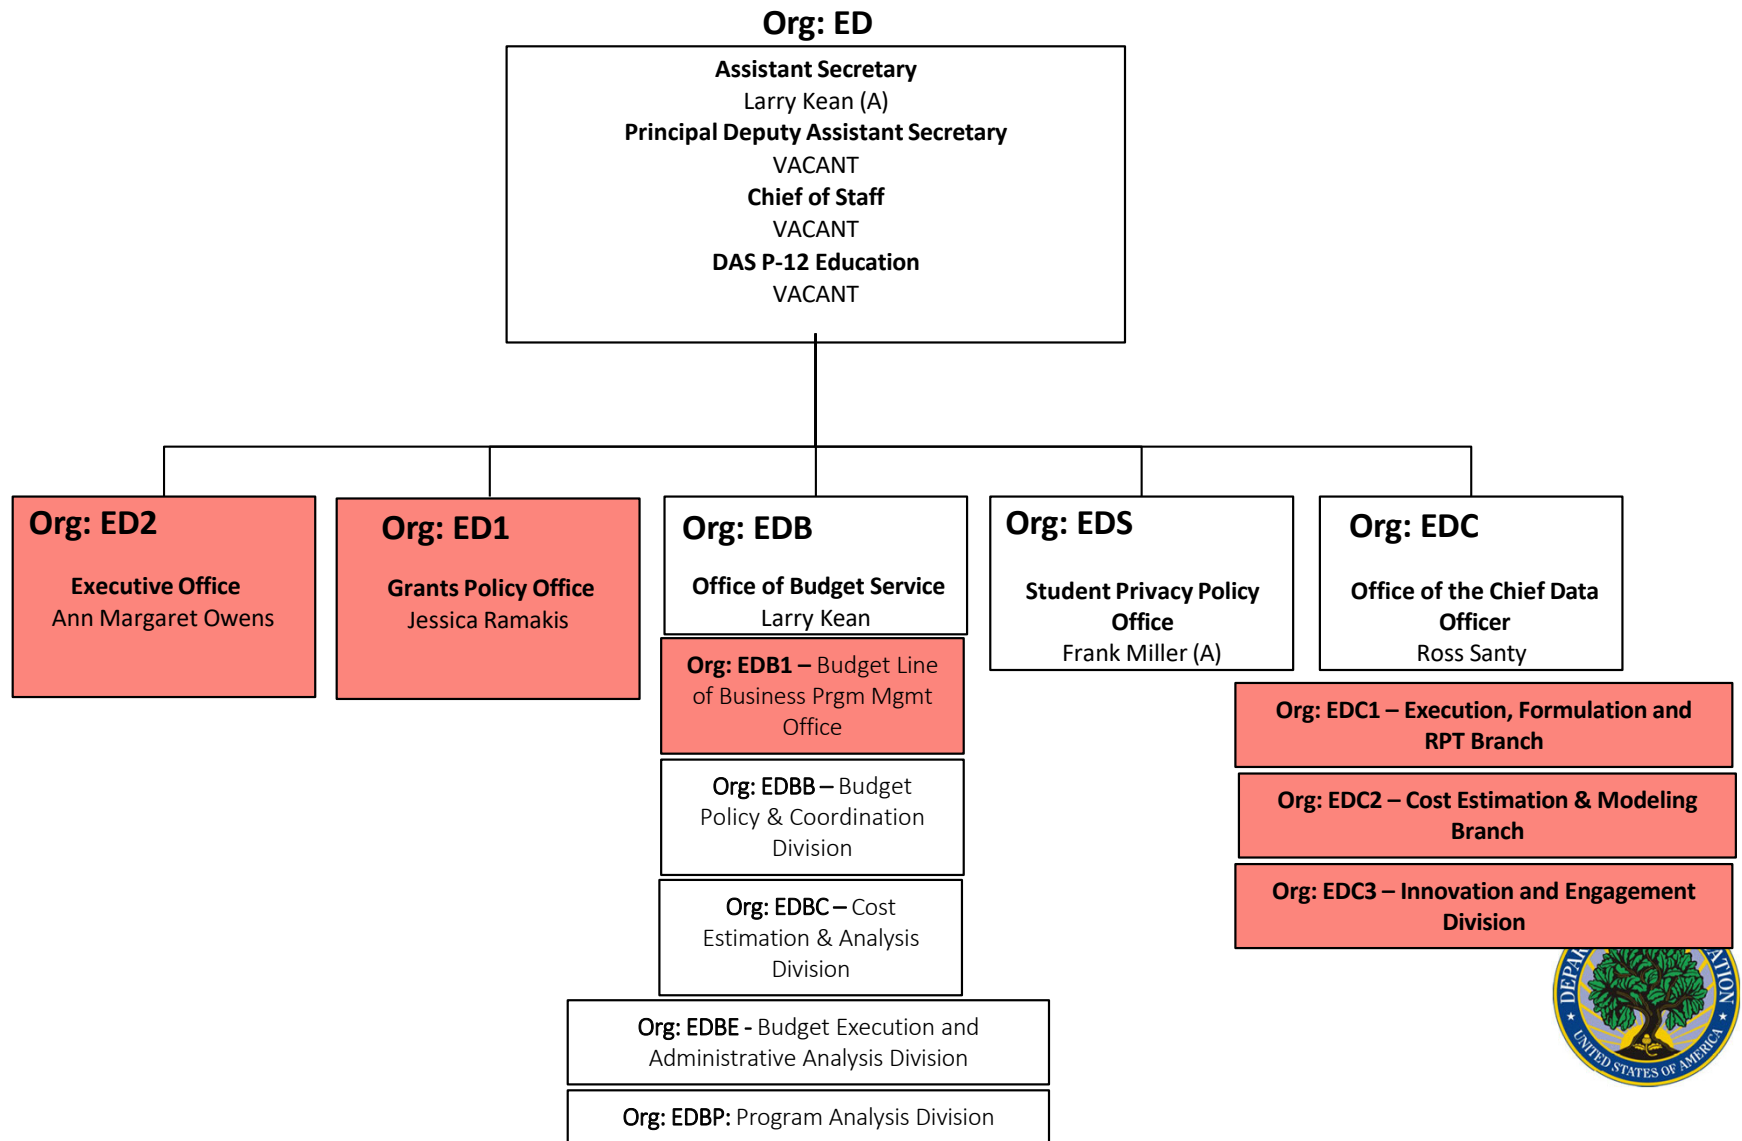 Org: ED
Assistant Secretary
Larry Kean (A)
Principal Deputy Assistant Secretary
VACANT
Chief of Staff
VACANT
DAS P-12 Education
VACANT
Org: ED2
Executive Office
Ann Margaret Owens
Org: ED1
Grants Policy Office
Jessica Ramakis
Org: EDB
Office of Budget Service
Larry Kean
Org: EDB1 – Budget Line
of Business Prgm Mgmt
Office
Org: EDBB – Budget
Policy & Coordination
Division
Org: EDBC – Cost
Estimation & Analysis
Division
Org: EDBE - Budget Execution and
Administrative Analysis Division
Org: EDBP: Program Analysis Division
Org: EDS
Student Privacy Policy
Office
Frank Miller (A)
Org: EDC
Office of the Chief Data
Officer
Ross Santy
Org: EDC1 – Execution, Formulation and
RPT Branch
Org: EDC2 – Cost Estimation & Modeling
Branch
Org: EDC3 – Innovation and Engagement
Division
UNITED STATES OF AMERICA